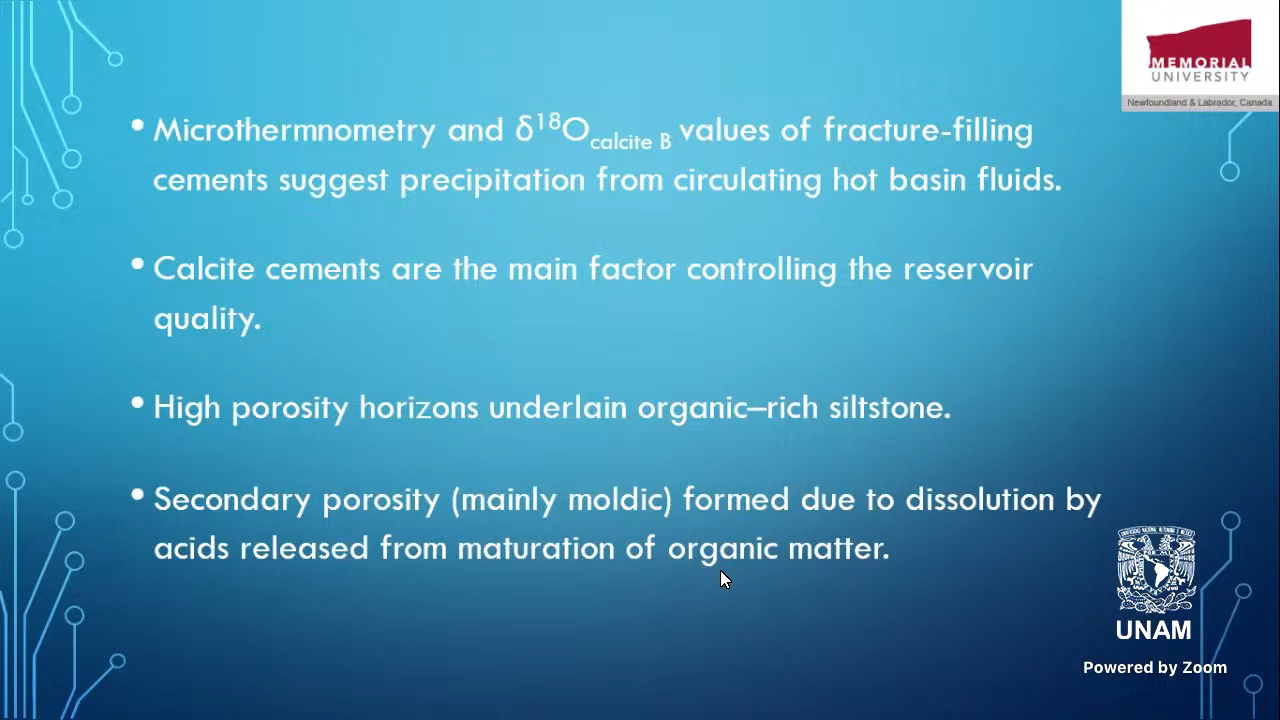 MEMORIAL
UNIVERSITY
Newfoundland & Labrador, Canada
• Microthermnometry and δ¹⁸O calcite B values of fracture-filling
cements suggest precipitation from circulating hot basin fluids.
• Calcite cements are the main factor controlling the reservoir
quality.
• High porosity horizons underlain organic–rich siltstone.
• Secondary porosity (mainly moldic) formed due to dissolution by
acids released from maturation of organic matter.
UNAM
Powered by Zoom